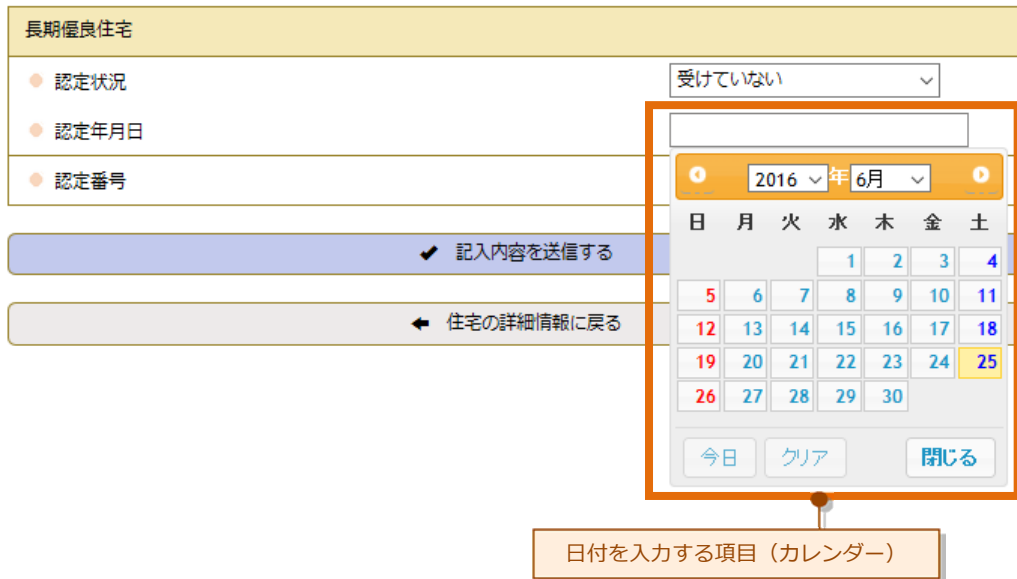 長期優良住宅
認定状況 受けていない
認定年月日
認定番号
2016 年 6月
日 月 火 水 木 金 土
1 2 3 4
5 6 7 8 9 10 11
12 13 14 15 16 17 18
19 20 21 22 23 24 25
26 27 28 29 30
今日 クリア 閉じる
記入内容を送信する
住宅の詳細情報に戻る
日付を入力する項目（カレンダー）